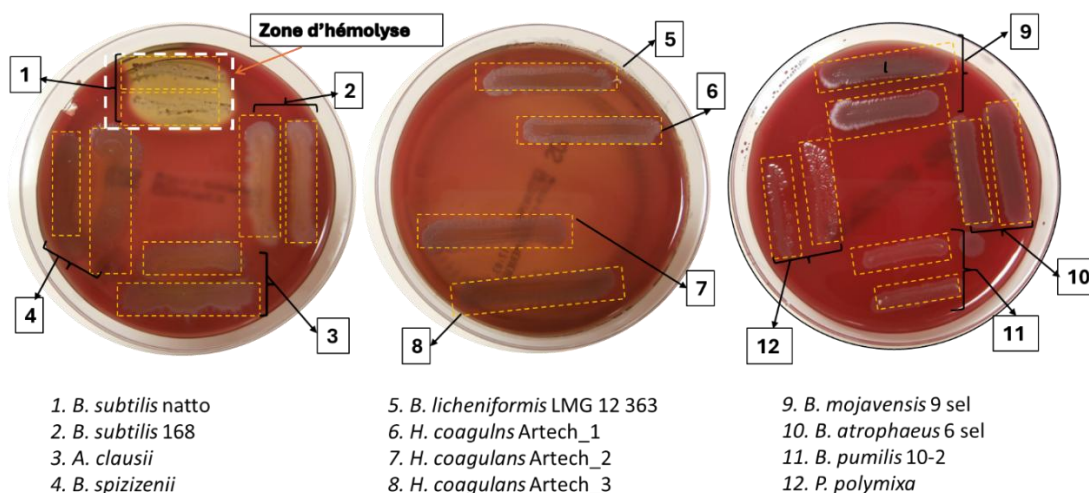 Zone d'hémolyse
1
2
3
4
5
6
7
8
9
10
11
12
1. B. subtilis natto
2. B. subtilis 168
3. A. clausii
4. B. spizizenii
5. B. licheniformis LMG 12 363
6. H. coagulns Artech_1
7. H. coagulans Artech_2
8. H. coagulans Artech_3
9. B. mojavensis 9 sel
10. B. atrophaeus 6 sel
11. B. pumilis 10-2
12. P. polymixa